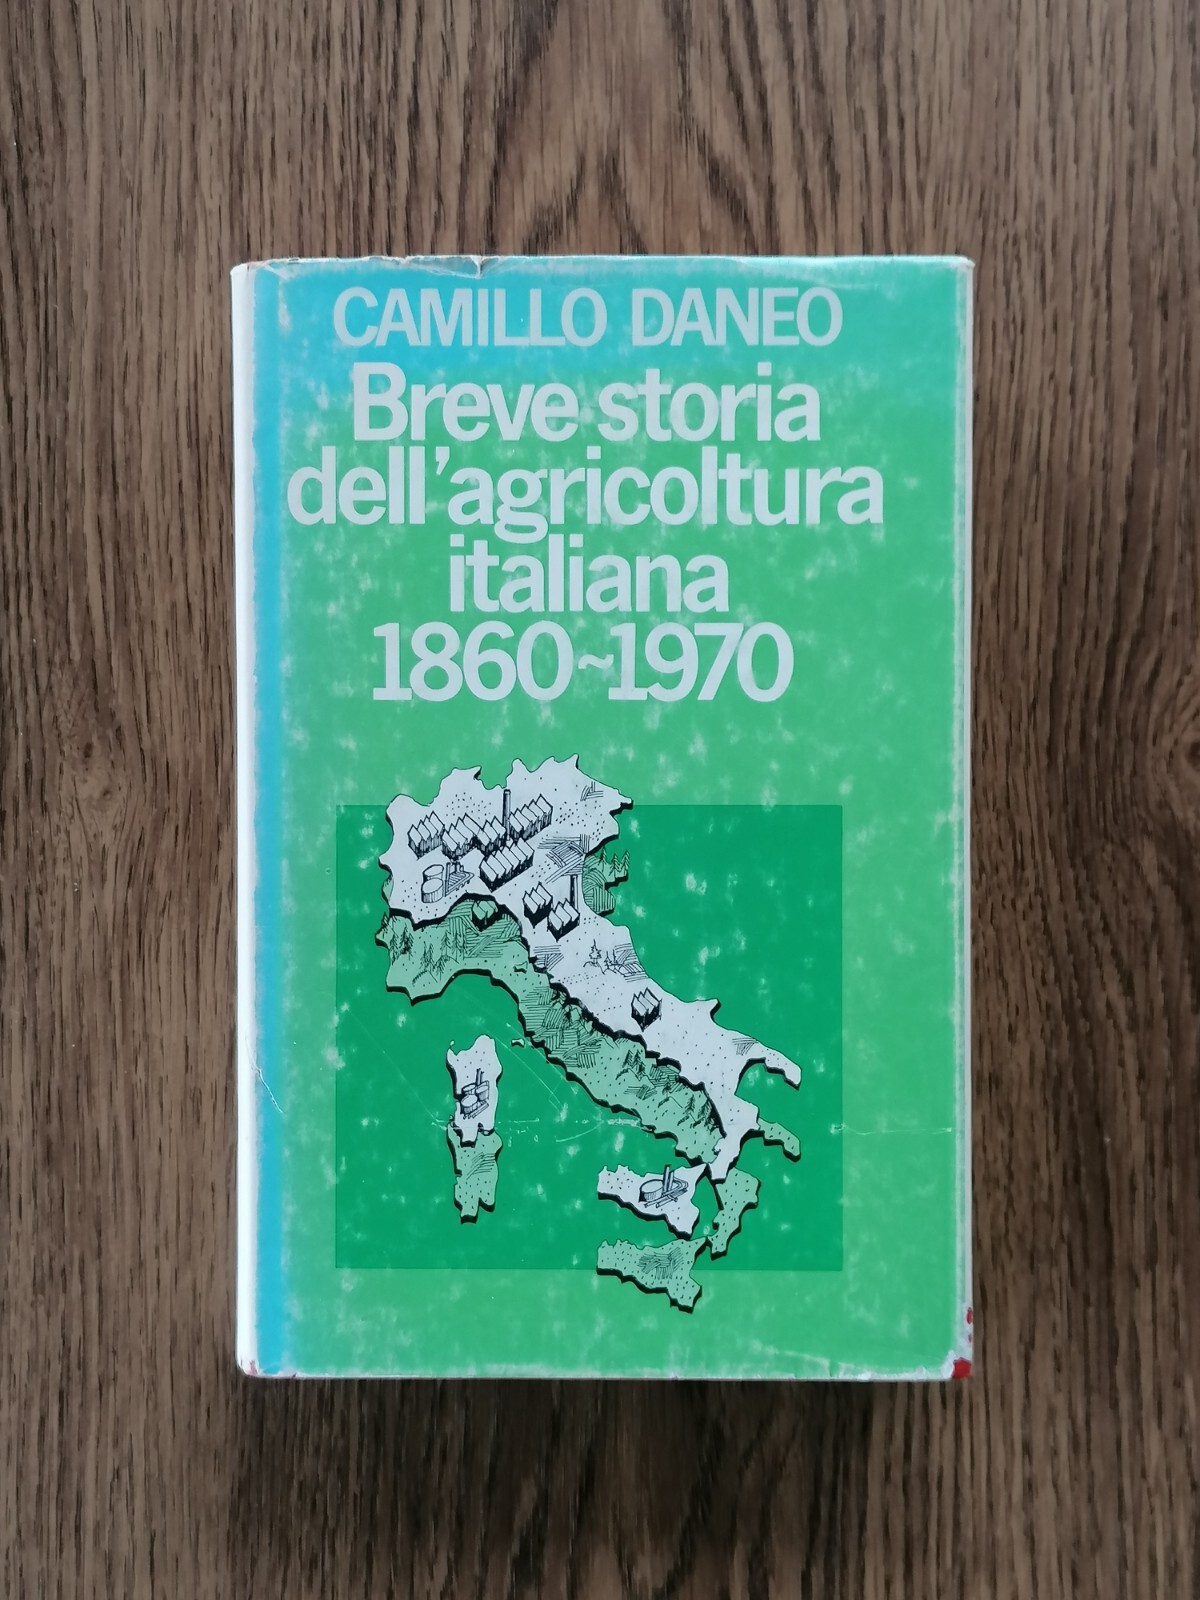 CAMILLO DANEO
Breve storia
dell'agricoltura
italiana
1860~1970